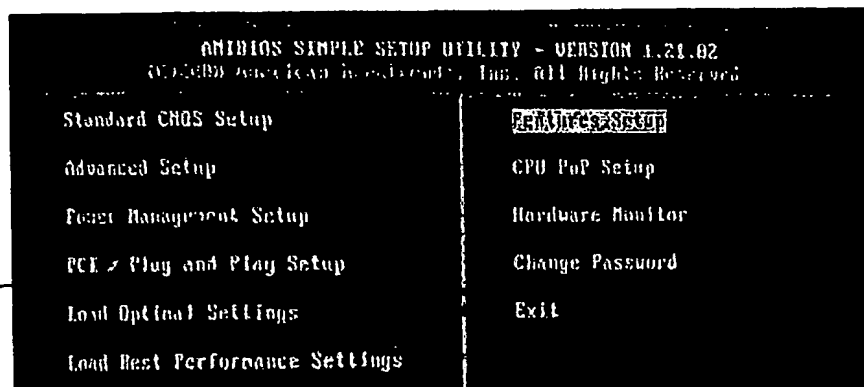 AMIBIOS SIMPLE SETUP UTILITY - VERSION 1.21.02
Inc. All Rights Reserved
Standard CMOS Setup
Advanced Setup
Power Management Setup
PCI / Plug and Play Setup
Load Optimal Settings
Load Best Performance Settings
Features Setup
CPU PnP Setup
Hardware Monitor
Change Password
Exit